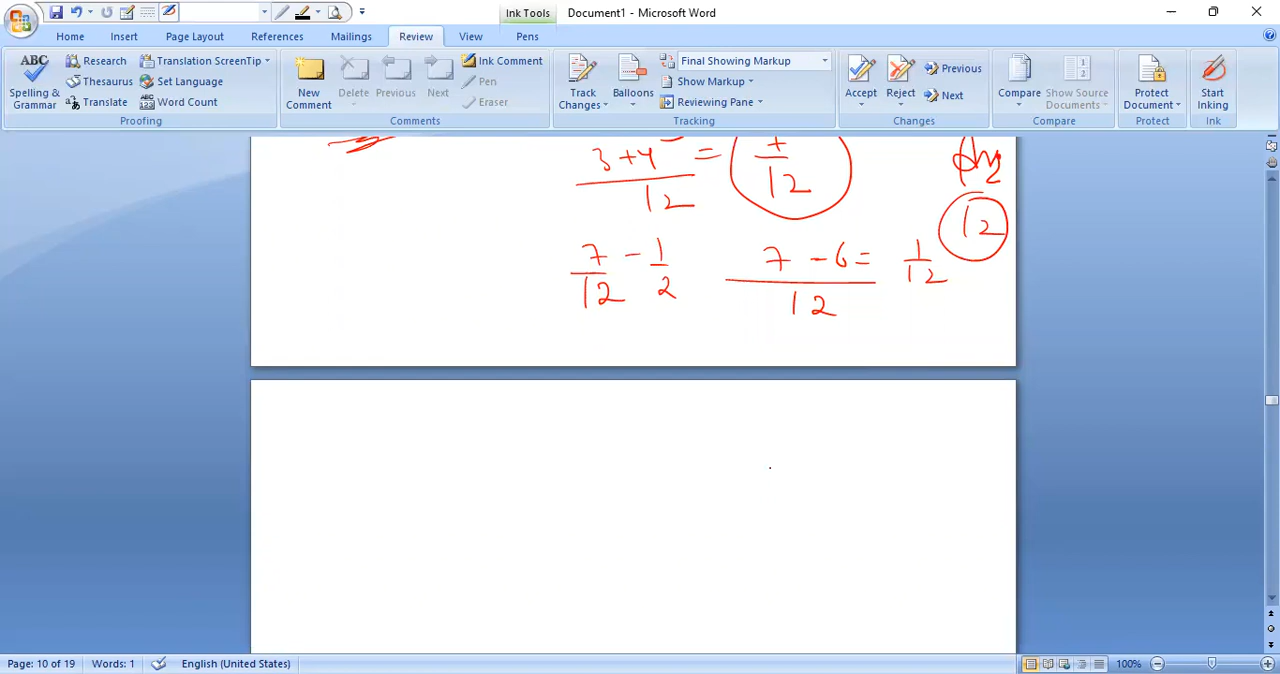 Ink Tools Document1 - Microsoft Word
Home Insert Page Layout References Mailings Review View Pens
ABC Spelling & Grammar
Research
Thesaurus
Translate
Translation ScreenTip
Set Language
Word Count
Proofing
New Comment
Delete
Previous
Next
Ink Comment
Pen
Eraser
Comments
Track Changes
Balloons
Final Showing Markup
Show Markup
Reviewing Pane
Tracking
Accept
Reject
Previous
Next
Changes
Compare
Show Source Documents
Compare
Protect Document
Protect
Start Inking
Ink
3 + 4 / 12 = 7 / 12
12
7/12 - 1/2
7 - 6 / 12 = 1/12
Page: 10 of 19 Words: 1 English (United States) 100%